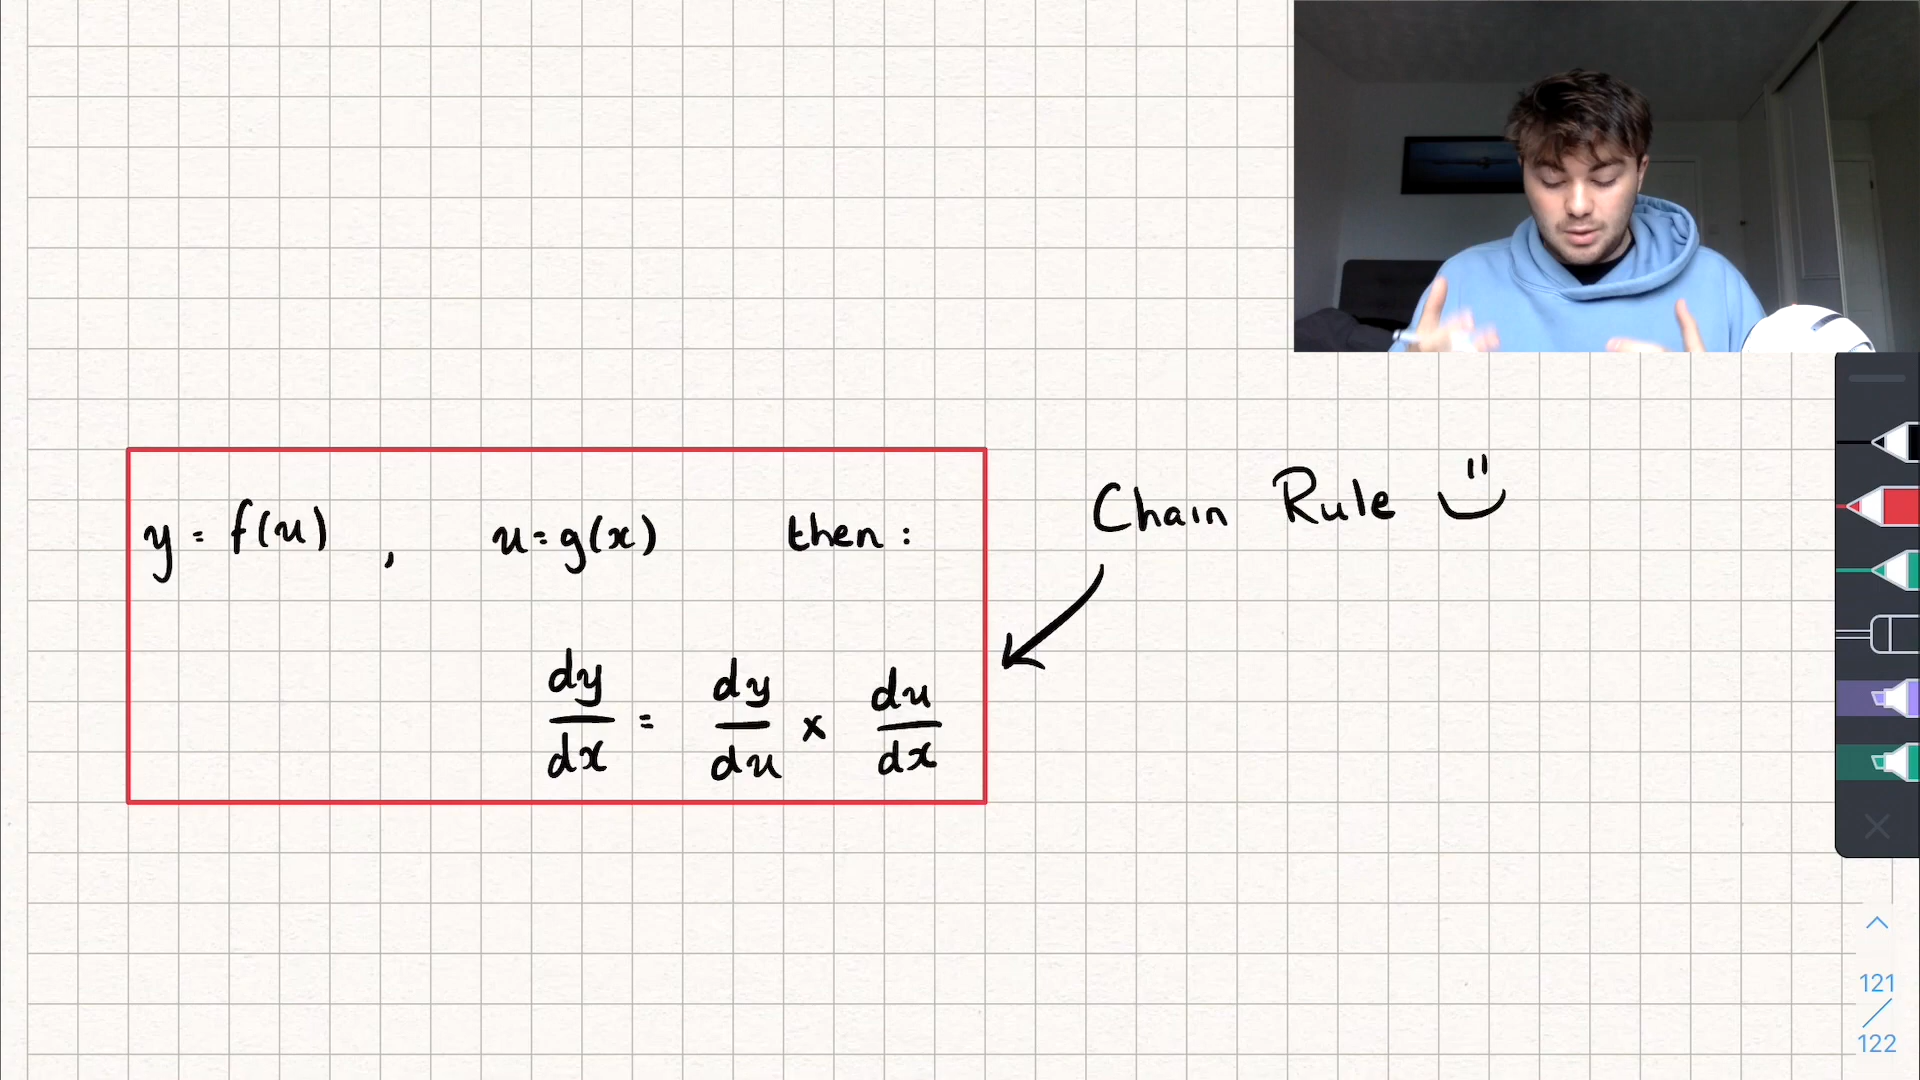 y = f(u) , u = g(x) then :
Chain Rule
dy/dx = dy/du × du/dx
121
/
122